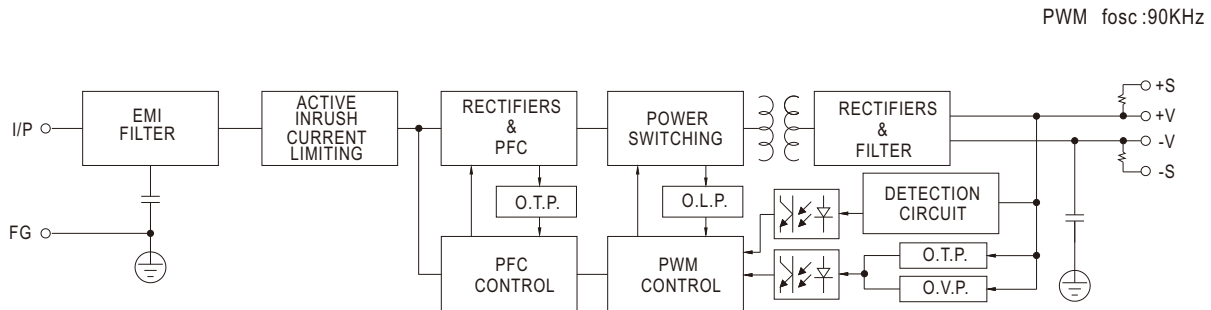 PWM fosc :90KHz
I/P
EMI
FILTER
ACTIVE
INRUSH
CURRENT
LIMITING
RECTIFIERS
&
PFC
POWER
SWITCHING
RECTIFIERS
&
FILTER
+S
+V
-V
-S
O.T.P.
O.L.P.
DETECTION
CIRCUIT
FG
PFC
CONTROL
PWM
CONTROL
O.T.P.
O.V.P.